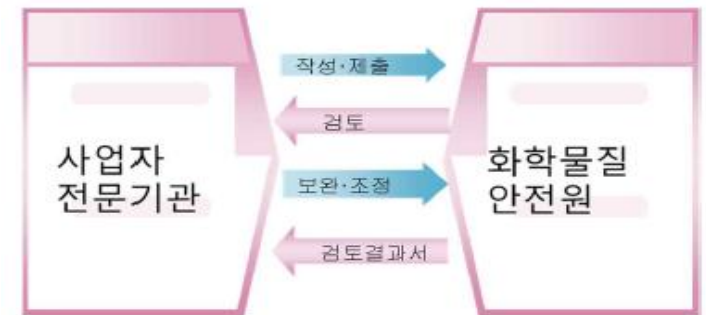 사업자
전문기관
작성·제출
검토
보완·조정
검토결과서
화학물질
안전원